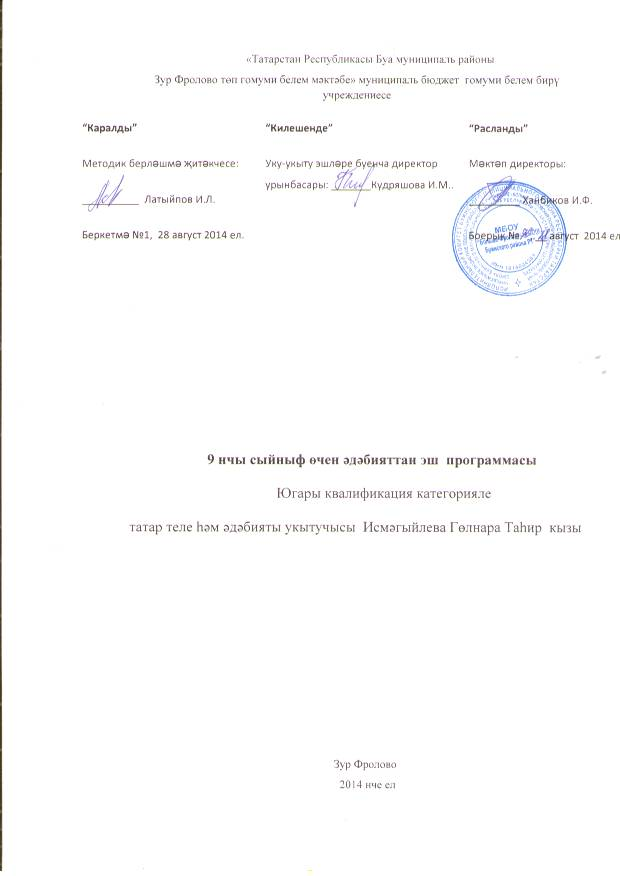 «Татарстан Республикасы Буа муниципаль районы
Зур Фролово төп гомуми белем мәктәбе» муниципаль бюджет гомуми белем бирү
учреждениесе
“Каралды” “Килешенде” “Расланды”
Методик берләшмә җитәкчесе: Уку-укыту эшләре буенча директор Мәктәп директоры:
урынбасары: Кудряшова И.М..
Латыйпов И.Л. Ханбиков И.Ф.
Беркетмә №1, 28 август 2014 ел. Боерык № август 2014 ел
МБОУ
Буинского района РТ
9 нчы сыйныф өчен әдәбияттан эш программасы
Югары квалификация категорияле
татар теле һәм әдәбияты укытучысы Исмәгыйлева Гөлнара Таһир кызы
Зур Фролово
2014 нче ел